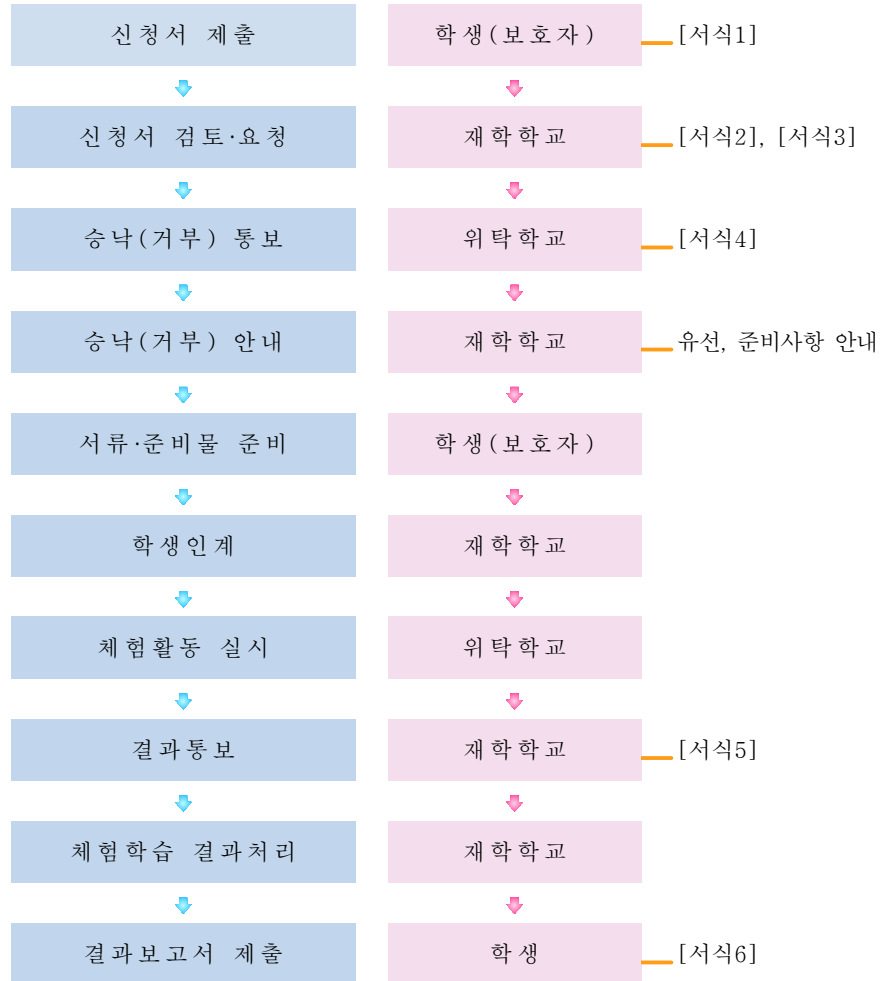 신청서 제출 학생(보호자) [서식1]
신청서 검토·요청 재학학교 [서식2], [서식3]
승낙(거부) 통보 위탁학교 [서식4]
승낙(거부) 안내 재학학교 유선, 준비사항 안내
서류·준비물 준비 학생(보호자)
학생인계 재학학교
체험활동 실시 위탁학교
결과통보 재학학교 [서식5]
체험학습 결과처리 재학학교
결과보고서 제출 학생 [서식6]